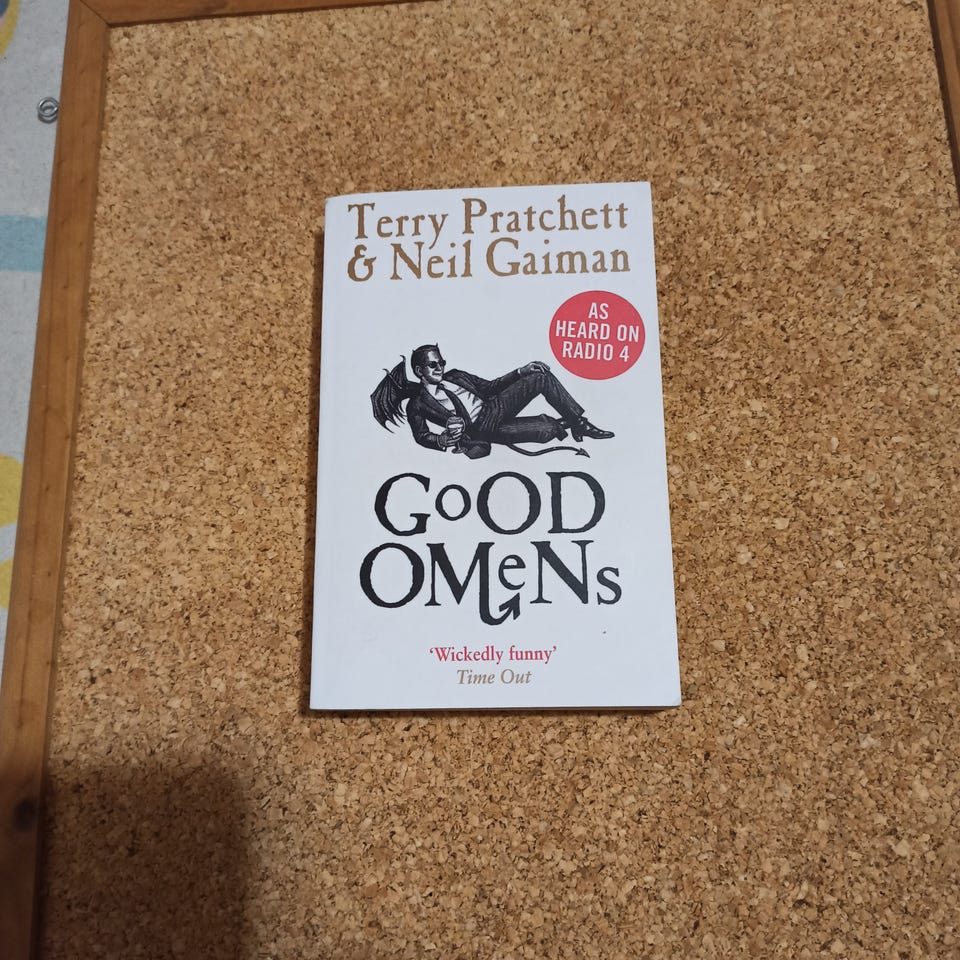 Terry Pratchett
& Neil Gaiman
AS
HEARD ON
RADIO 4
GoOD
OMeNs
‘Wickedly funny’
Time Out